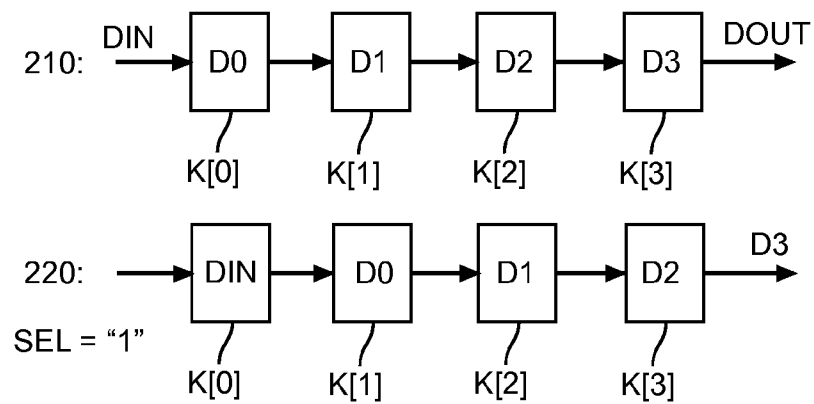 DIN DOUT
210: D0 D1 D2 D3
K[0] K[1] K[2] K[3]
D3
220: DIN D0 D1 D2
SEL = “1”
K[0] K[1] K[2] K[3]